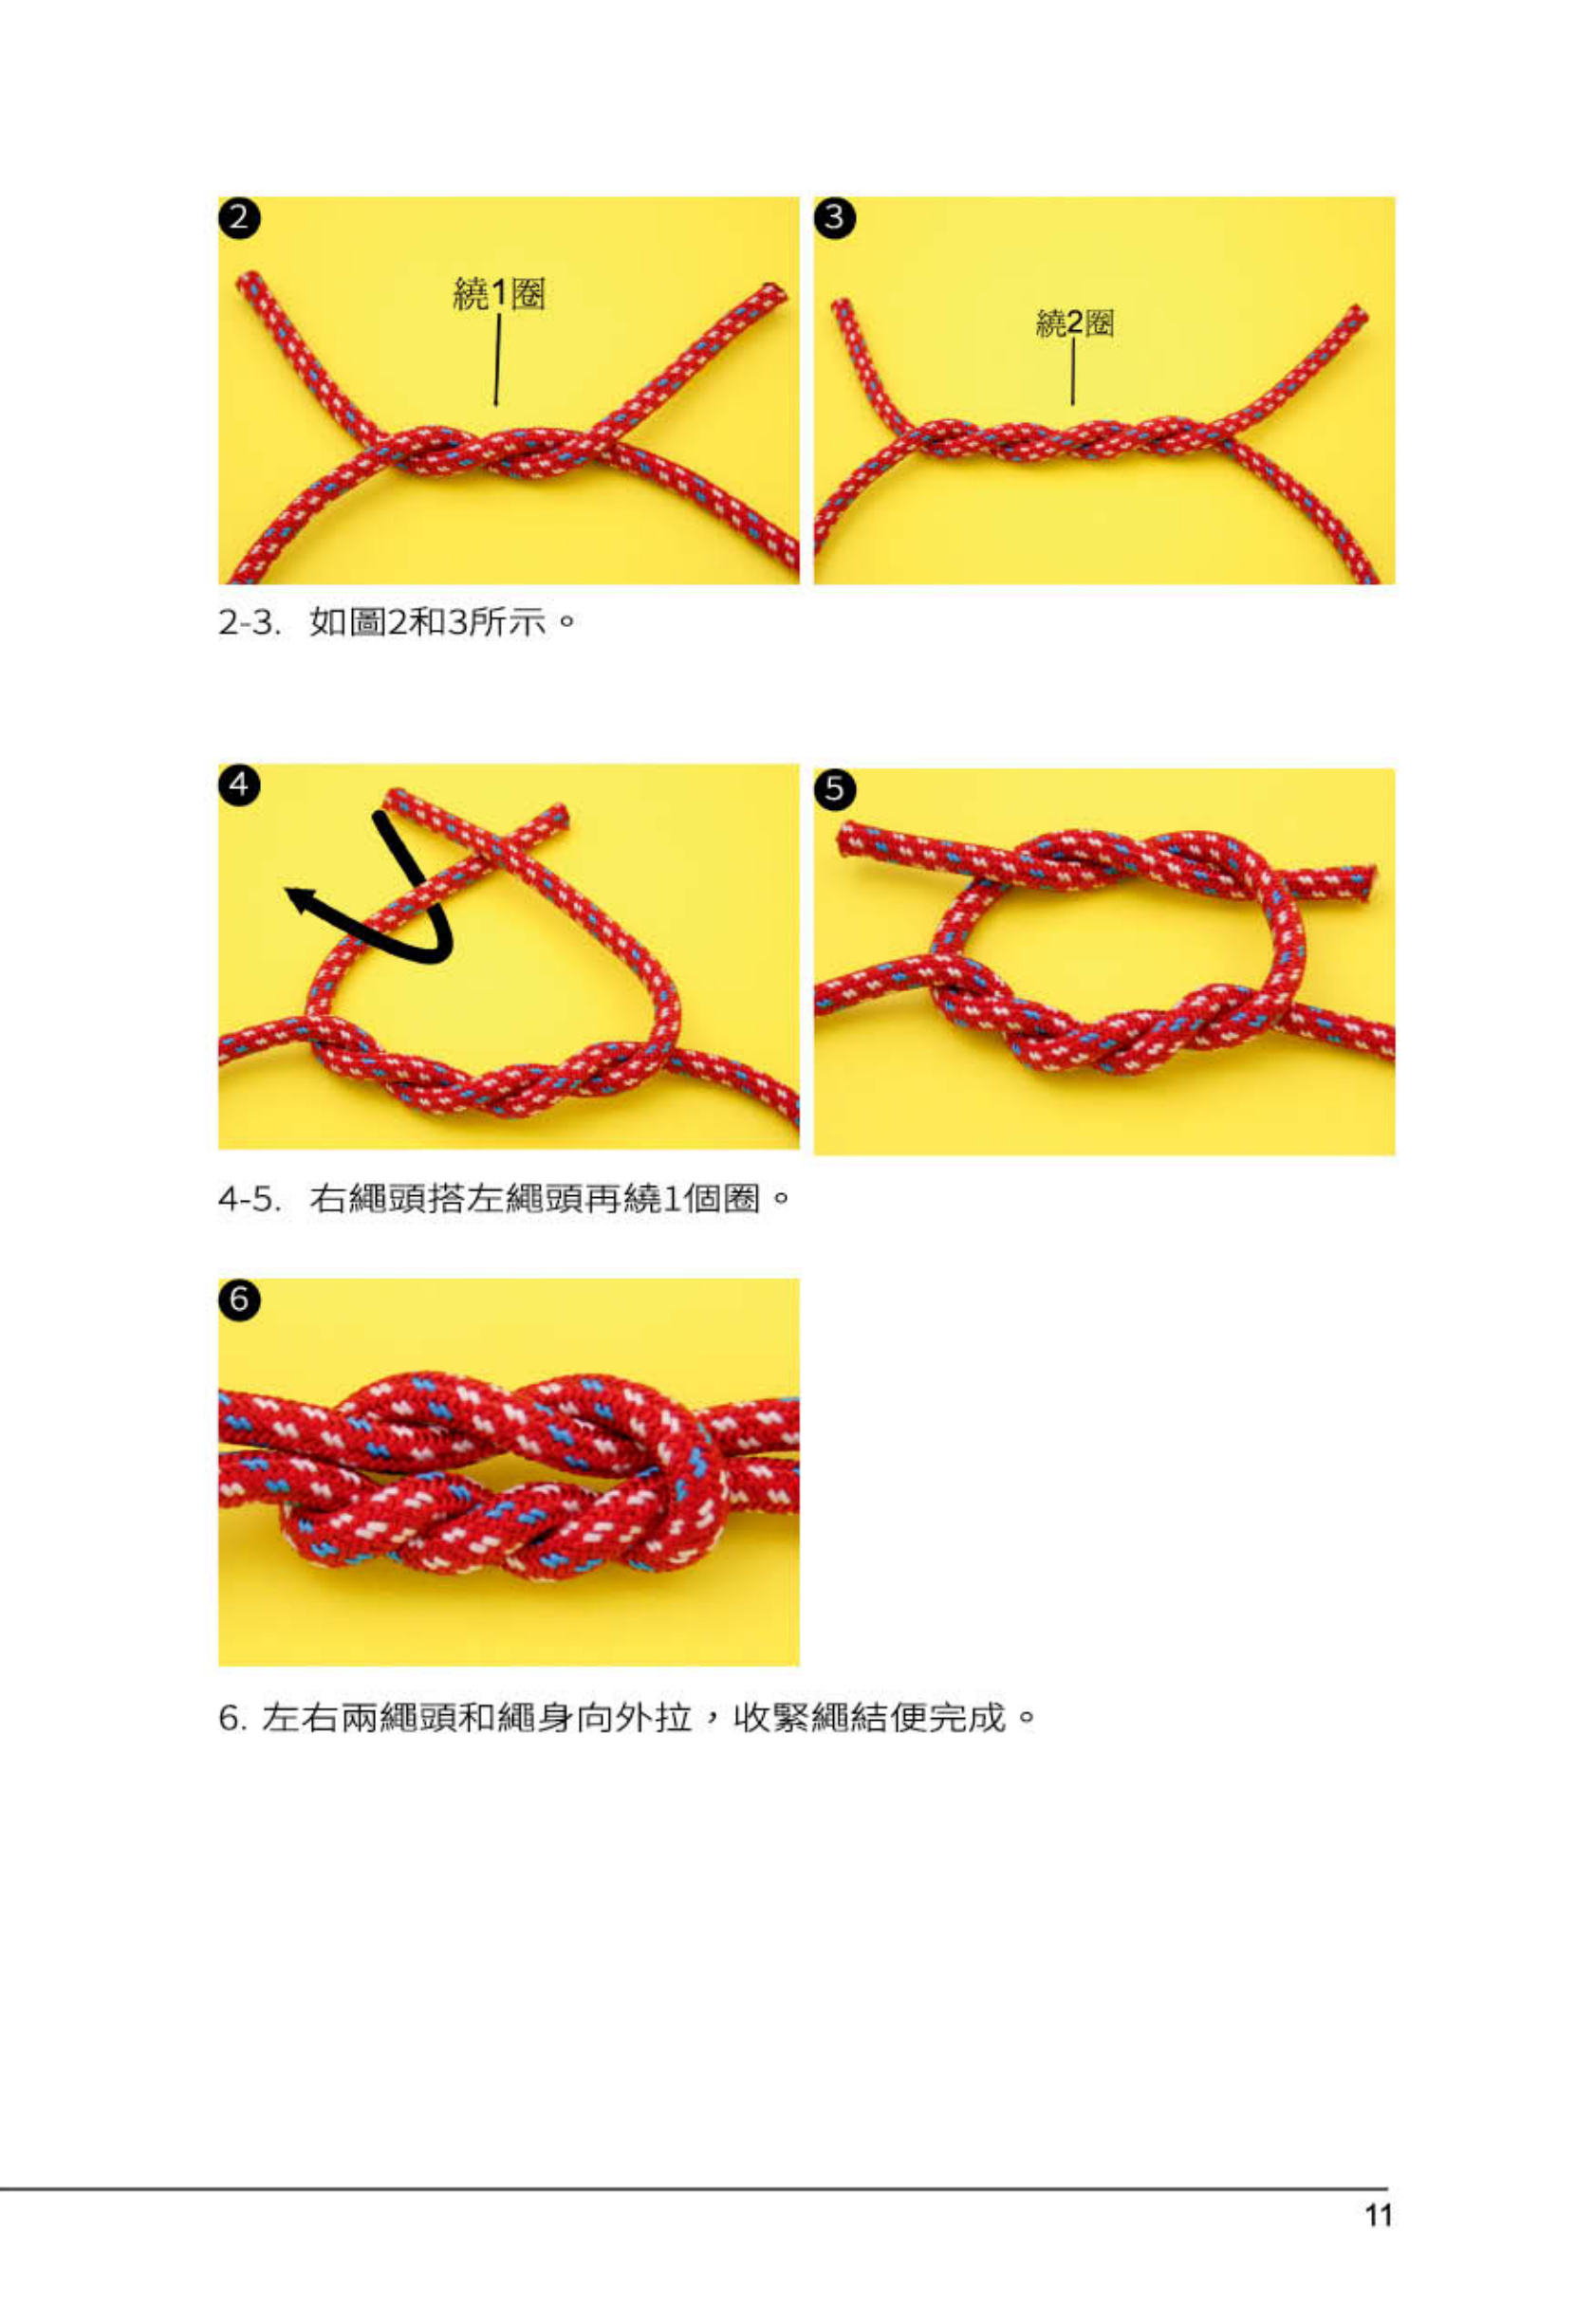 2
3
繞1圈
繞2圈
2-3. 如圖2和3所示。
4
5
4-5. 右繩頭搭左繩頭再繞1個圈。
6
6. 左右兩繩頭和繩身向外拉，收緊繩結便完成。
11